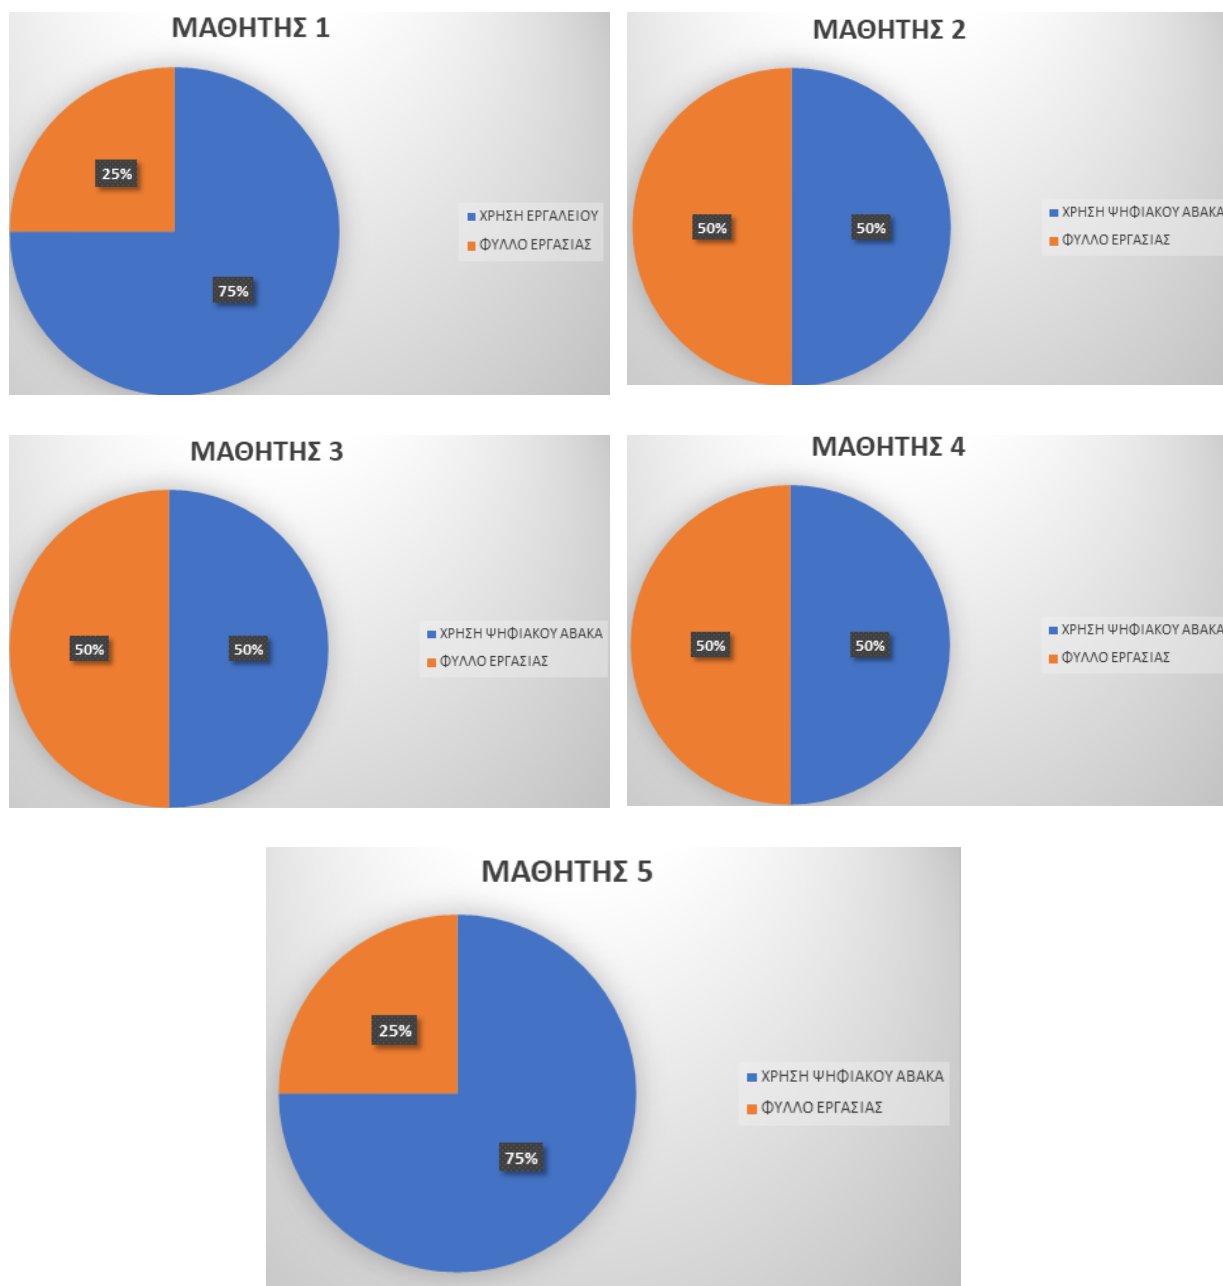 ΜΑΘΗΤΗΣ 1
25%
75%
ΧΡΗΣΗ ΕΡΓΑΛΕΙΟΥ
ΦΥΛΛΟ ΕΡΓΑΣΙΑΣ
ΜΑΘΗΤΗΣ 2
50%
50%
ΧΡΗΣΗ ΨΗΦΙΑΚΟΥ ΑΒΑΚΑ
ΦΥΛΛΟ ΕΡΓΑΣΙΑΣ
ΜΑΘΗΤΗΣ 3
50%
50%
ΧΡΗΣΗ ΨΗΦΙΑΚΟΥ ΑΒΑΚΑ
ΦΥΛΛΟ ΕΡΓΑΣΙΑΣ
ΜΑΘΗΤΗΣ 4
50%
50%
ΧΡΗΣΗ ΨΗΦΙΑΚΟΥ ΑΒΑΚΑ
ΦΥΛΛΟ ΕΡΓΑΣΙΑΣ
ΜΑΘΗΤΗΣ 5
25%
75%
ΧΡΗΣΗ ΨΗΦΙΑΚΟΥ ΑΒΑΚΑ
ΦΥΛΛΟ ΕΡΓΑΣΙΑΣ